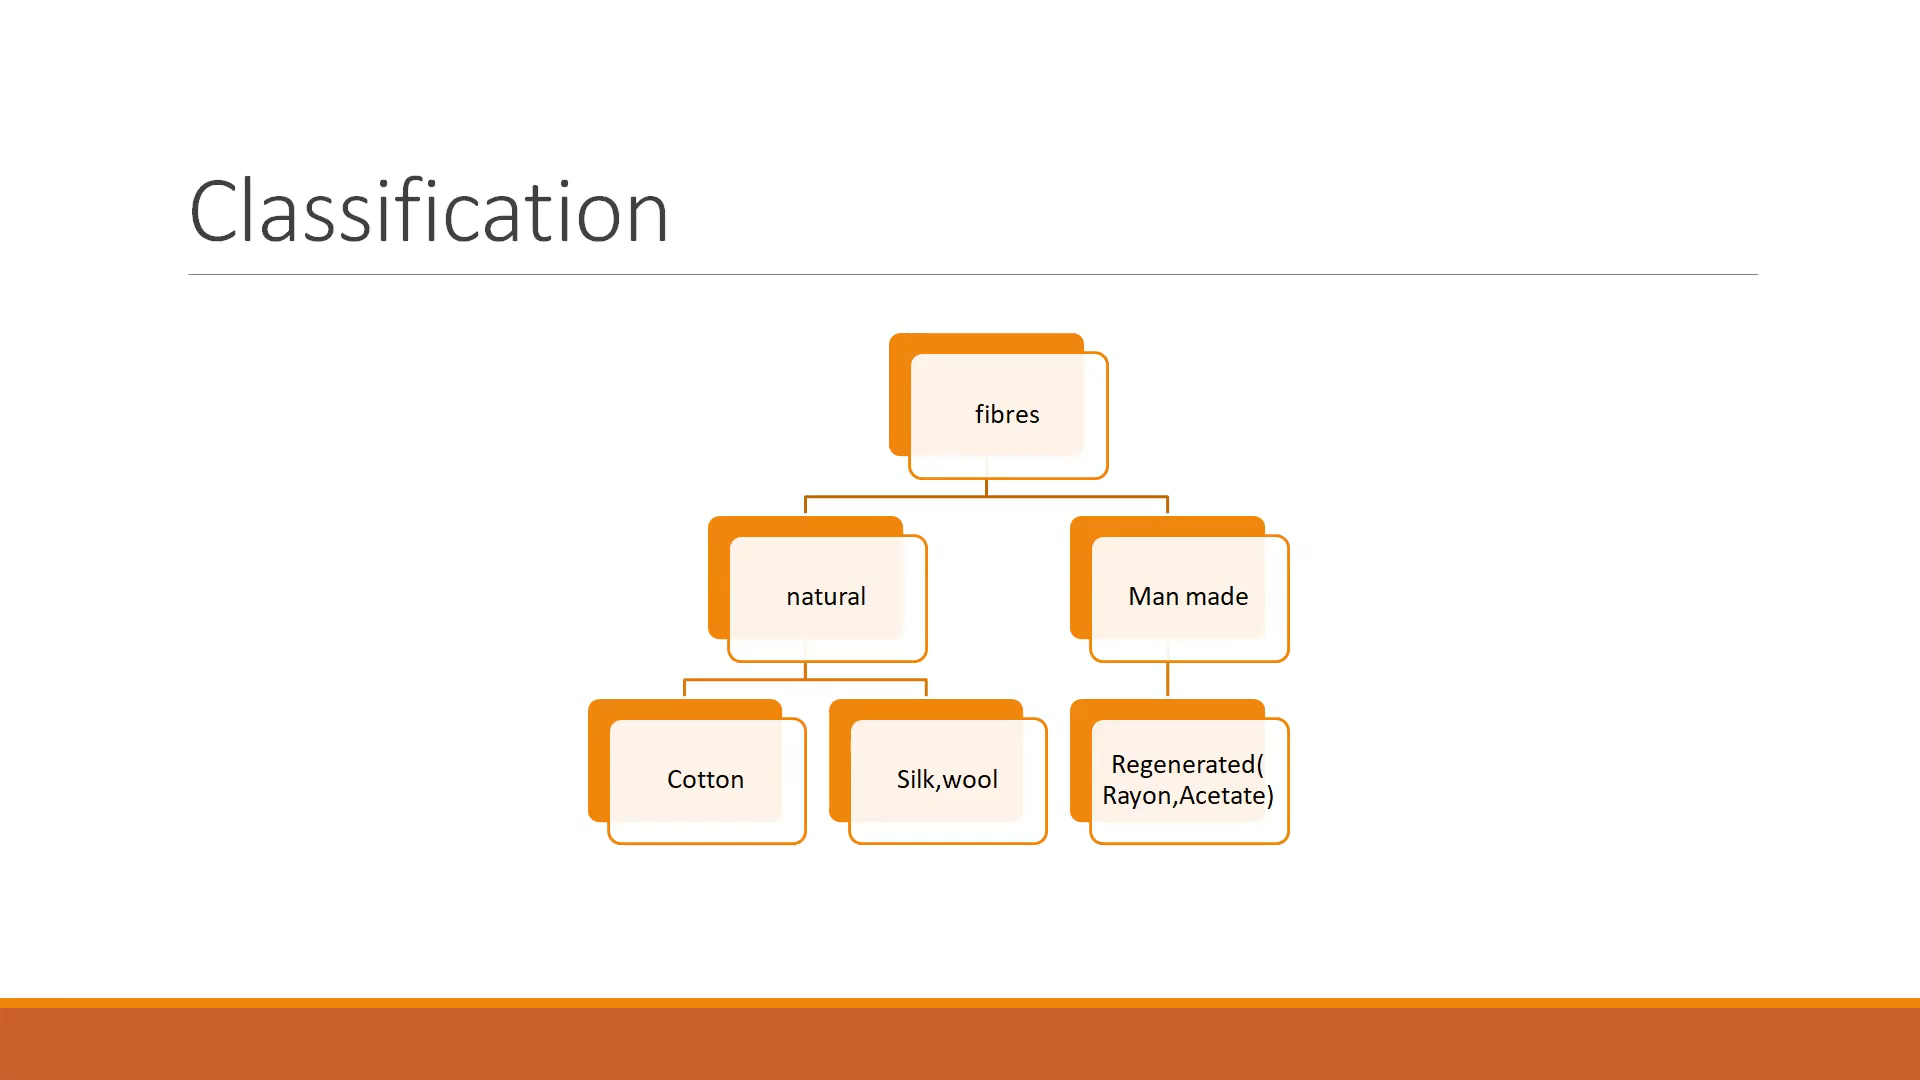 Classification
fibres
natural
Man made
Cotton
Silk,wool
Regenerated(
Rayon,Acetate)